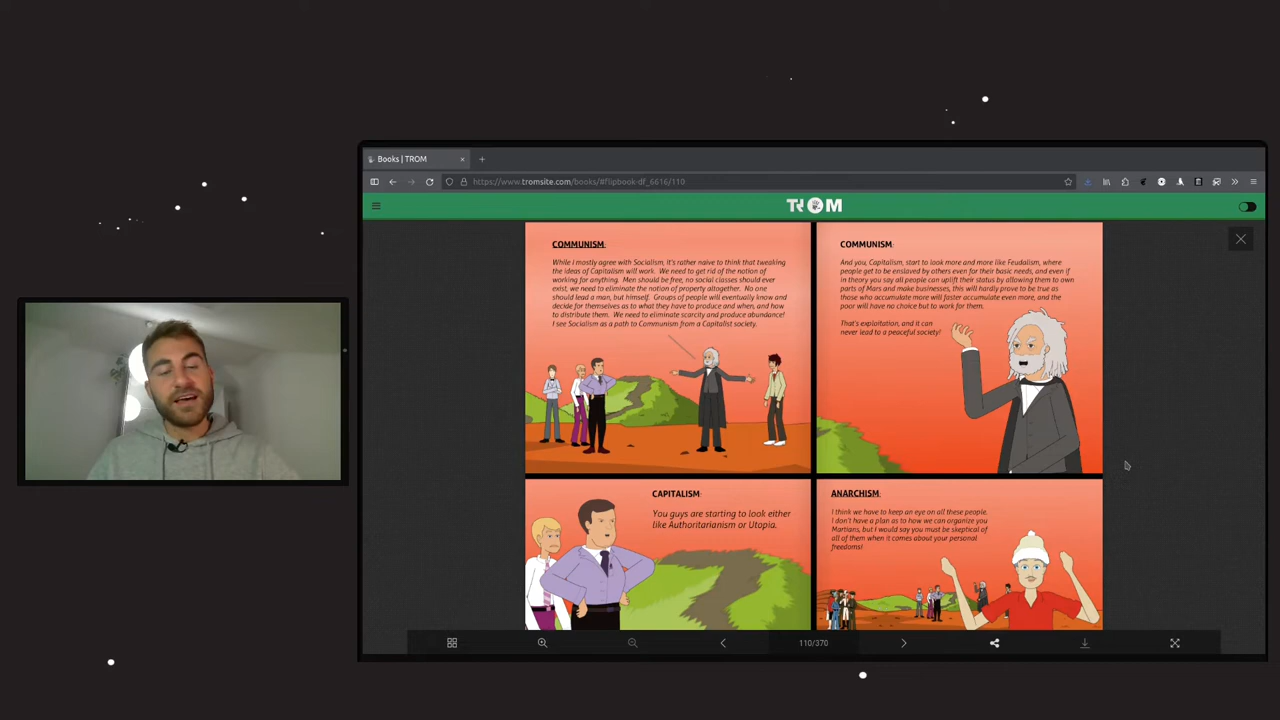 Books | TROM
https://www.tromsite.com/books/#flipbook-df_6616/110
TROM
COMMUNISM:
While I mostly agree with Socialism, it's rather naive to think that tweaking
the ideas of Capitalism will work. We need to get rid of the notion of
working for anything. Men should be free, no social classes should ever
exist, we need to eliminate the notion of property altogether. No one
should lead a man, but himself. Groups of people will eventually know and
decide for themselves as to what they have to produce and when, and how
to distribute them. We need to eliminate scarcity and produce abundance!
I see Socialism as a path to Communism from a Capitalist society.
COMMUNISM:
And you, Capitalism, start to look more and more like Feudalism, where
people get to be enslaved by others even for their basic needs, and even if
in theory you say all people can uplift their status by allowing them to own
parts of Mars and make businesses, this will hardly prove to be true as
those who accumulate more will faster accumulate even more, and the
poor will have no choice but to work for them.
That's exploitation, and it can
never lead to a peaceful society!
CAPITALISM:
You guys are starting to look either
like Authoritarianism or Utopia.
ANARCHISM:
I think we have to keep an eye on all these people.
I don't have a plan as to how we can organize you
Martians, but I would say you must be skeptical of
all of them when it comes about your personal
freedoms!
110/370